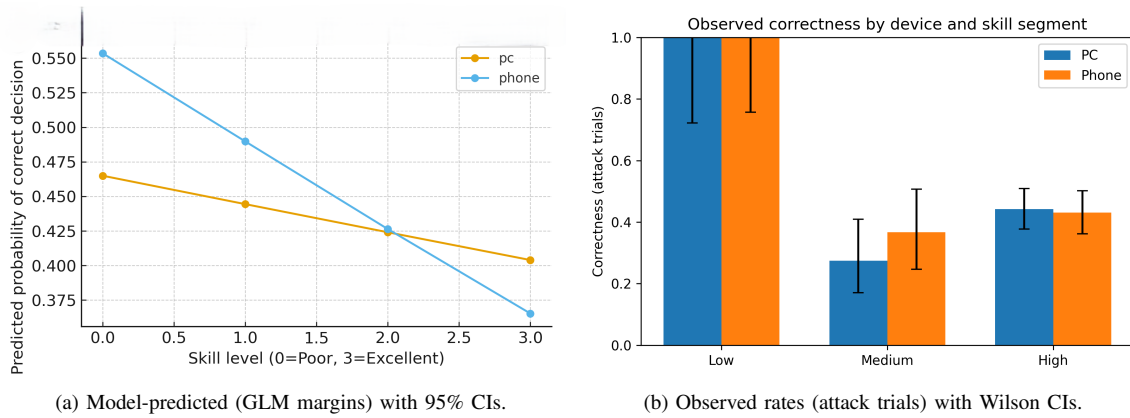 Predicted probability of correct decision
0.550
0.525
0.500
0.475
0.450
0.425
0.400
0.375
pc
phone
0.0 0.5 1.0 1.5 2.0 2.5 3.0
Skill level (0=Poor, 3=Excellent)
(a) Model-predicted (GLM margins) with 95% CIs.
Observed correctness by device and skill segment
Correctness (attack trials)
1.0
0.8
0.6
0.4
0.2
0.0
PC
Phone
Low Medium High
(b) Observed rates (attack trials) with Wilson CIs.